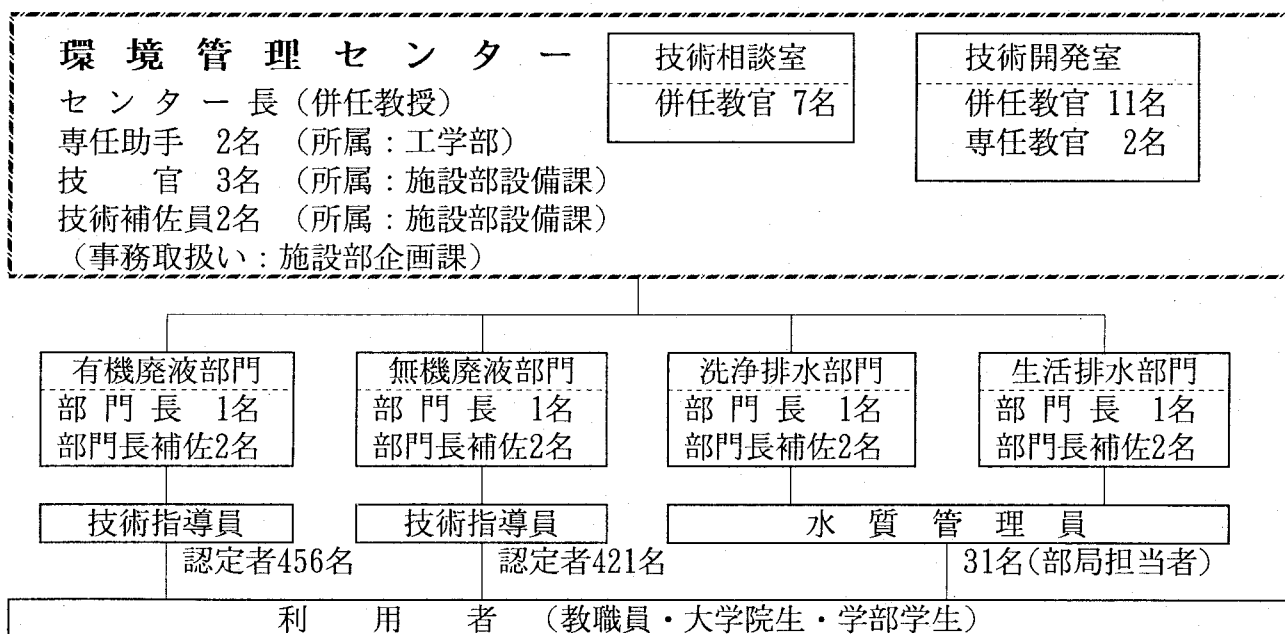 環境管理センター
センター長(併任教授)
専任助手 2名 (所属:工学部)
技 官 3名 (所属:施設部設備課)
技術補佐員2名 (所属:施設部設備課)
(事務取扱い:施設部企画課)
技術相談室
併任教官 7名
技術開発室
併任教官 11名
専任教官 2名
有機廃液部門
部門長 1名
部門長補佐2名
無機廃液部門
部門長 1名
部門長補佐2名
洗浄排水部門
部門長 1名
部門長補佐2名
生活排水部門
部門長 1名
部門長補佐2名
技術指導員
認定者456名
技術指導員
認定者421名
水質管理員
31名(部局担当者)
利用者 (教職員・大学院生・学部学生)